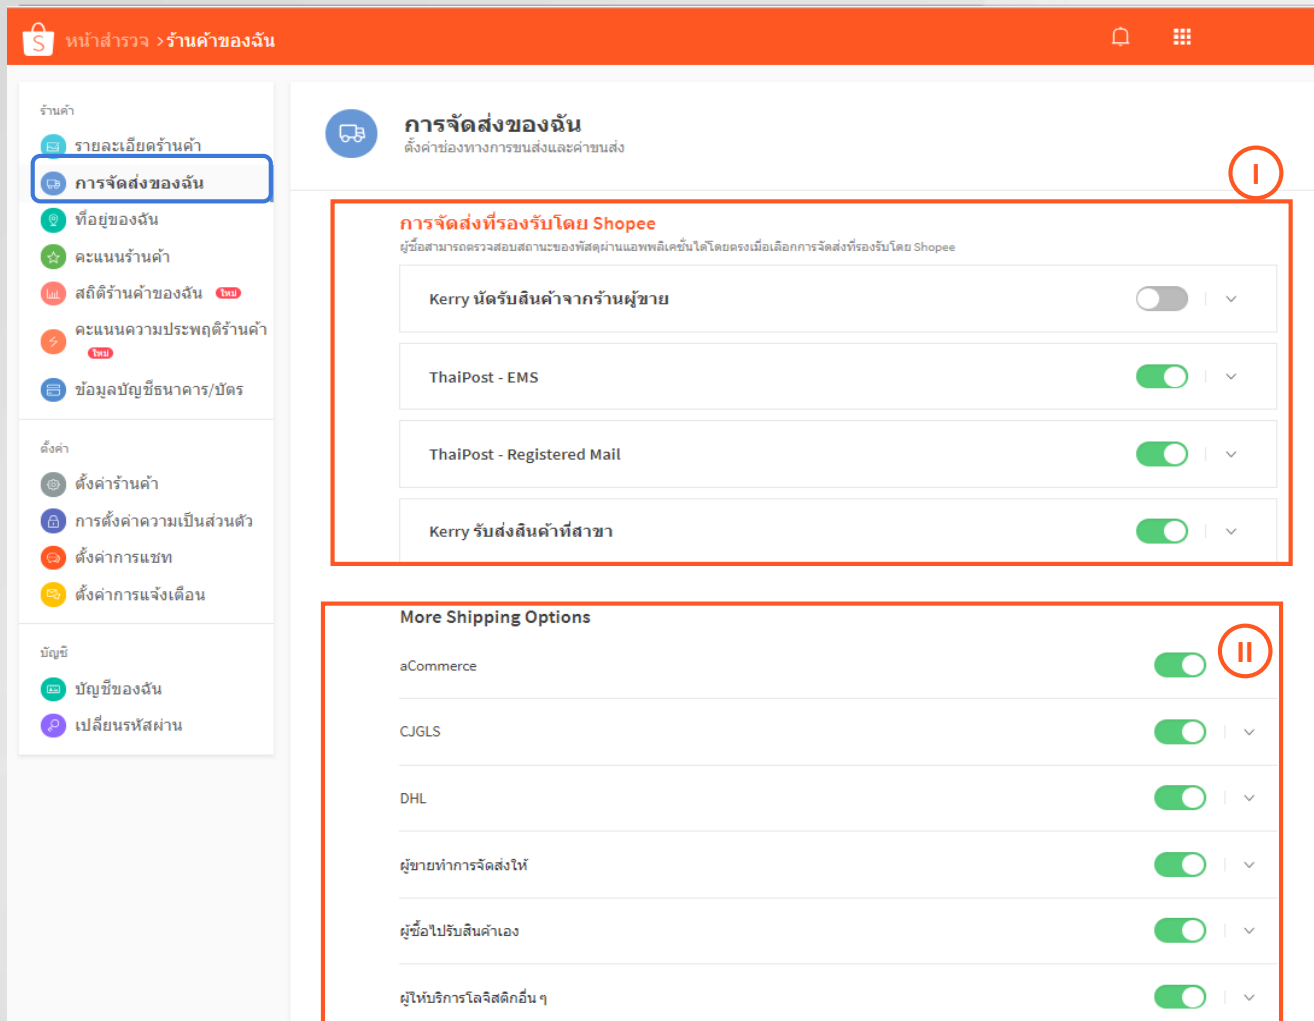 หน้าสำรวจ >ร้านค้าของฉัน
ร้านค้า
รายละเอียดร้านค้า
การจัดส่งของฉัน
ที่อยู่ของฉัน
คะแนนร้านค้า
สถิติร้านค้าของฉัน ใหม่
คะแนนความประพฤติร้านค้า
ใหม่
ข้อมูลบัญชีธนาคาร/บัตร
ตั้งค่า
ตั้งค่าร้านค้า
การตั้งค่าความเป็นส่วนตัว
ตั้งค่าการแชท
ตั้งค่าการแจ้งเตือน
บัญชี
บัญชีของฉัน
เปลี่ยนรหัสผ่าน
การจัดส่งของฉัน
ตั้งค่าช่องทางการขนส่งและค่าขนส่ง
I
การจัดส่งที่รองรับโดย Shopee
ผู้ซื้อสามารถตรวจสอบสถานะของพัสดุผ่านแอพพลิเคชั่นได้โดยตรงเมื่อเลือกการจัดส่งที่รองรับโดย Shopee
Kerry นัดรับสินค้าจากร้านผู้ขาย
ThaiPost - EMS
ThaiPost - Registered Mail
Kerry รับส่งสินค้าที่สาขา
More Shipping Options
II
aCommerce
CJGLS
DHL
ผู้ขายทำการจัดส่งให้
ผู้ซื้อไปรับสินค้าเอง
ผู้ให้บริการโลจิสติกอื่น ๆ